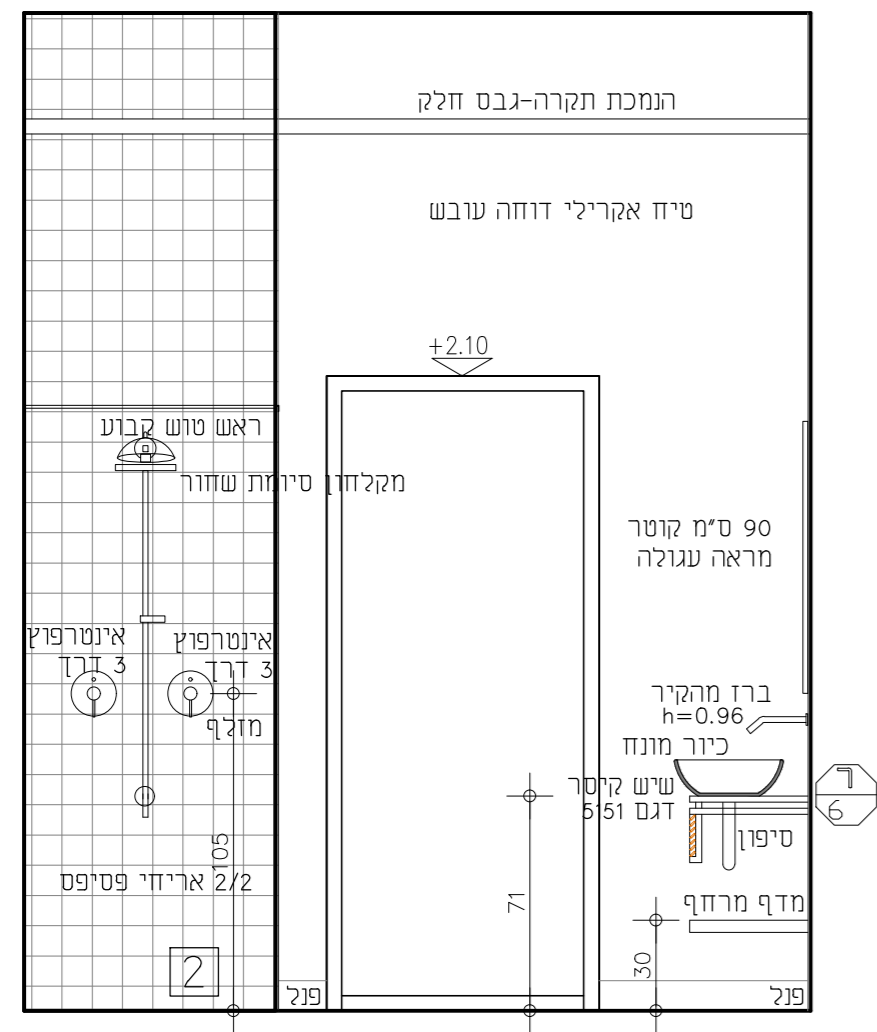 הנמכת תקרה-גבס חלק
טיח אקרילי דוחה עובש
+2.10
ראש טוש קבוע
מקלחון סיומת שחור
90 ס"מ קוטר
מראה עגולה
אינטרפוץ
3 דרך
אינטרפוץ
3 דרך
מזלף
ברז מהקיר
h=0.96
כיור מונח
שיש קיסר
דגם 5151
6
סיפון
105
2/2 אריחי פסיפס
71
מדף מרחף
30
2
פנל
פנל